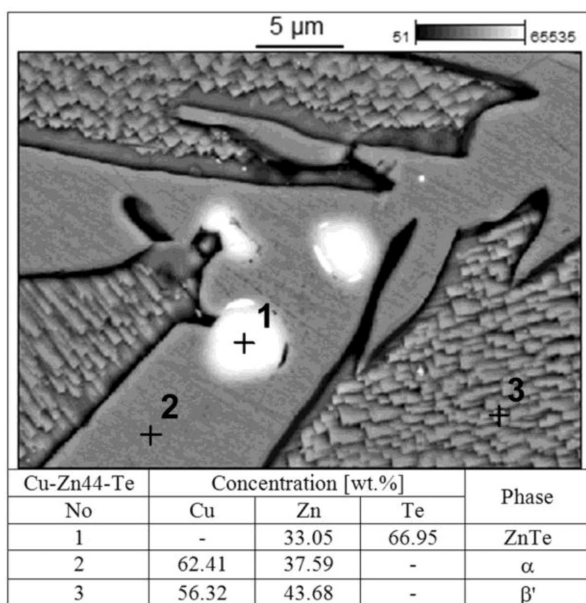 5 µm
51 65535
1
2
3
Cu-Zn44-Te Concentration [wt.%] Phase
No Cu Zn Te
1 - 33.05 66.95 ZnTe
2 62.41 37.59 - α
3 56.32 43.68 - β'